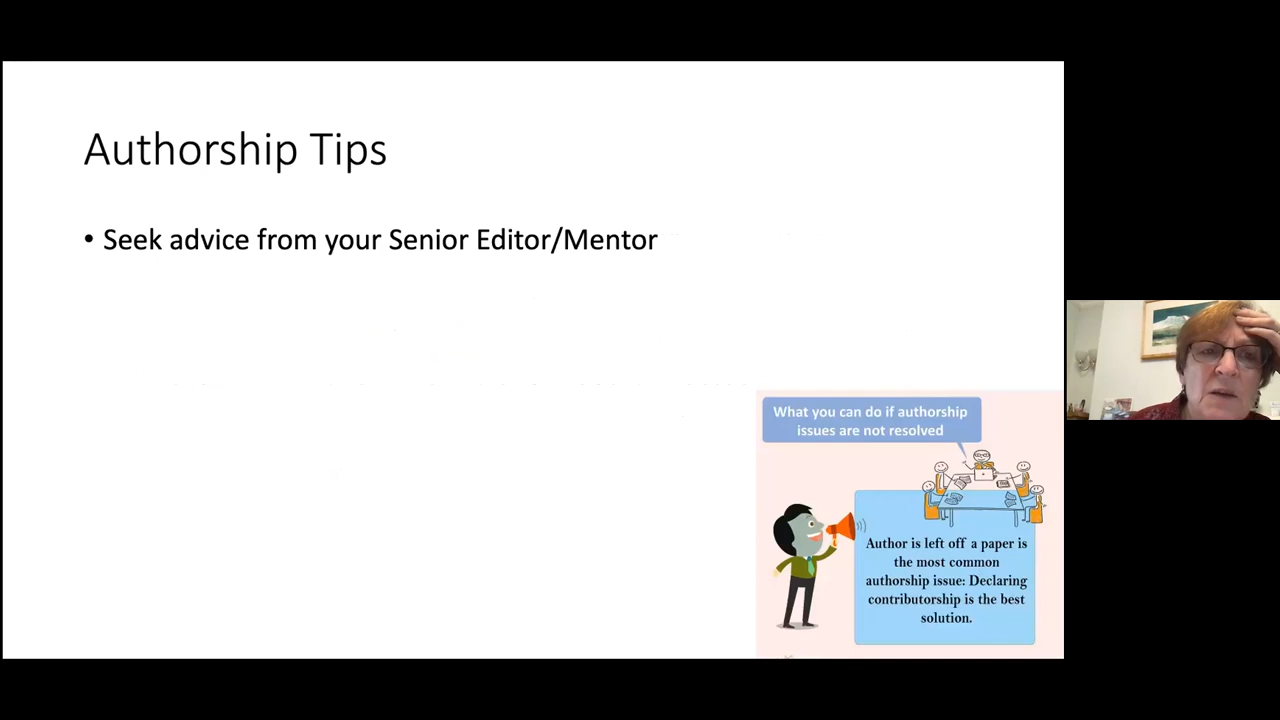 Authorship Tips
• Seek advice from your Senior Editor/Mentor
What you can do if authorship
issues are not resolved
Author is left off a paper is
the most common
authorship issue: Declaring
contributorship is the best
solution.